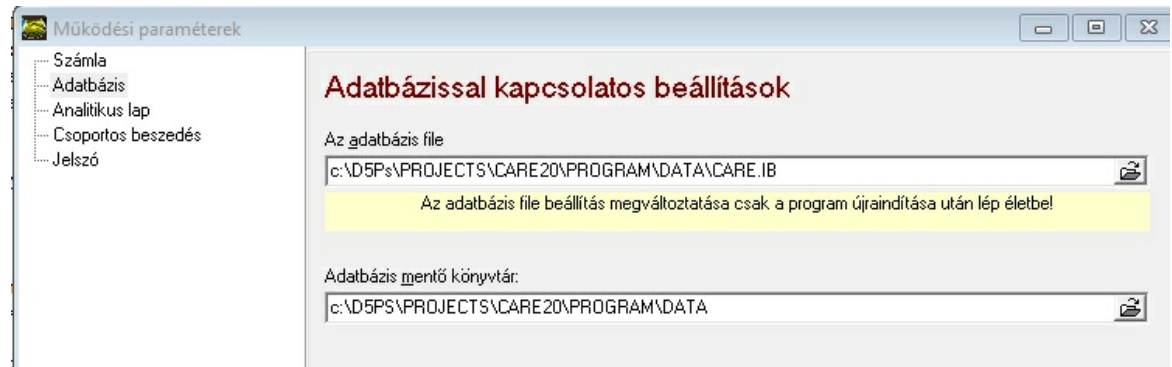 Működési paraméterek
Számla
Adatbázis
Analitikus lap
Csoportos beszedés
Jelszó
Adatbázissal kapcsolatos beállítások
Az adatbázis file
c:\D5Ps\PROJECTS\CARE20\PROGRAM\DATA\CARE.IB
Az adatbázis file beállítás megváltoztatása csak a program újraindítása után lép életbe!
Adatbázis mentő könyvtár:
c:\D5PS\PROJECTS\CARE20\PROGRAM\DATA